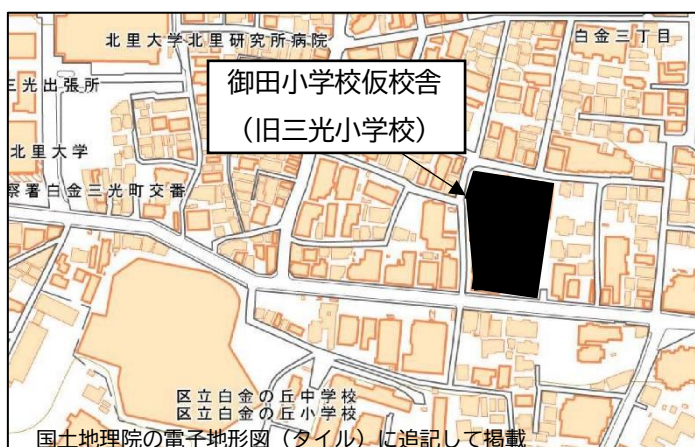 北里大学北里研究所病院
白金三丁目
御田小学校仮校舎
（旧三光小学校）
三光出張所
北里大学
察署白金三光町交番
区立白金の丘中学校
区立白金の丘小学校
国土地理院の電子地形図（タイル）に追記して掲載